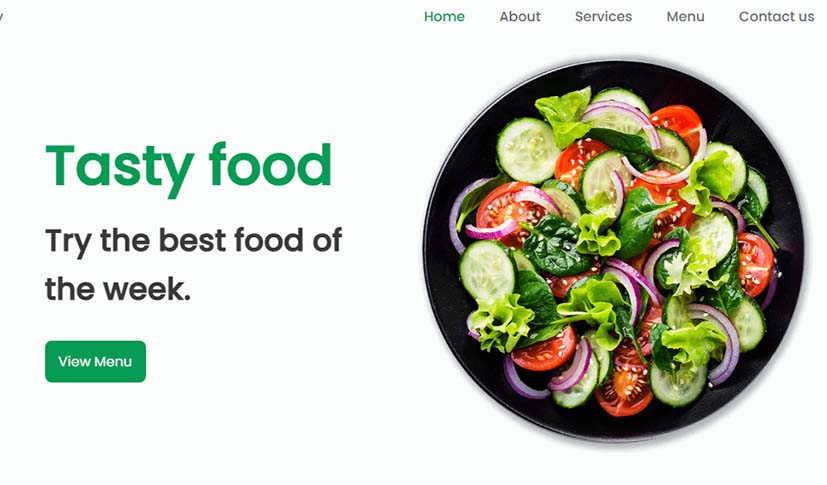 Home About Services Menu Contact us
Tasty food
Try the best food of
the week.
View Menu